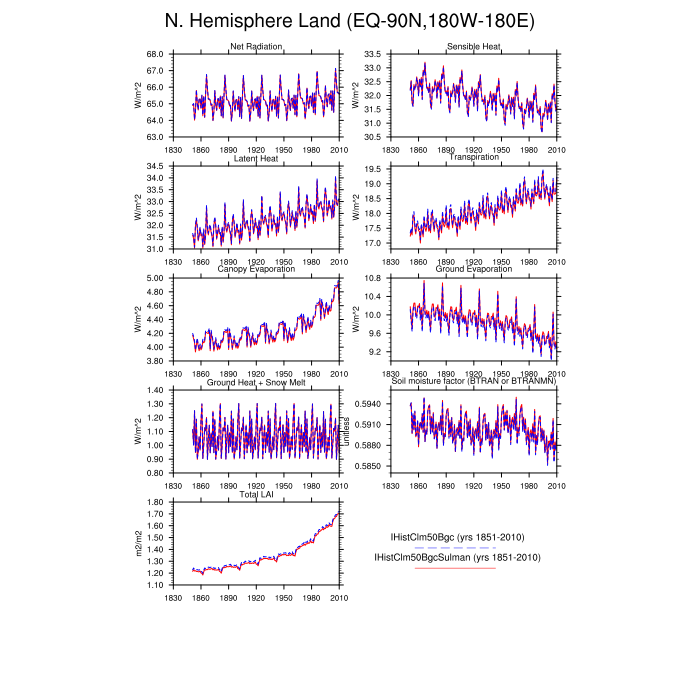 N. Hemisphere Land (EQ-90N,180W-180E)
Net Radiation
68.0
67.0
66.0
65.0
64.0
63.0
W/m^2
1830 1860 1890 1920 1950 1980 2010
Sensible Heat
33.5
33.0
32.5
32.0
31.5
31.0
30.5
W/m^2
1830 1860 1890 1920 1950 1980 2010
Latent Heat
34.5
34.0
33.5
33.0
32.5
32.0
31.5
31.0
W/m^2
1830 1860 1890 1920 1950 1980 2010
Transpiration
19.5
19.0
18.5
18.0
17.5
17.0
W/m^2
1830 1860 1890 1920 1950 1980 2010
Canopy Evaporation
5.00
4.80
4.60
4.40
4.20
4.00
3.80
W/m^2
1830 1860 1890 1920 1950 1980 2010
Ground Evaporation
10.8
10.4
10.0
9.6
9.2
W/m^2
1830 1860 1890 1920 1950 1980 2010
Ground Heat + Snow Melt
1.40
1.30
1.20
1.10
1.00
0.90
0.80
W/m^2
1830 1860 1890 1920 1950 1980 2010
Soil moisture factor (BTRAN or BTRANMN)
0.5940
0.5910
0.5880
0.5850
unitless
1830 1860 1890 1920 1950 1980 2010
Total LAI
1.80
1.70
1.60
1.50
1.40
1.30
1.20
1.10
m2/m2
1830 1860 1890 1920 1950 1980 2010
IHistClm50Bgc (yrs 1851-2010)
IHistClm50BgcSulman (yrs 1851-2010)